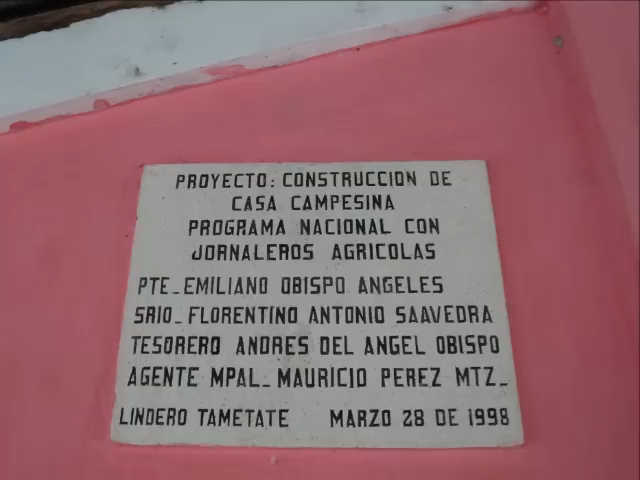 PROYECTO: CONSTRUCCION DE
CASA CAMPESINA
PROGRAMA NACIONAL CON
JORNALEROS AGRICOLAS
PTE_EMILIANO OBISPO ANGELES
SRIO_FLORENTINO ANTONIO SAAVEDRA
TESORERO ANDRES DEL ANGEL OBISPO
AGENTE MPAL_MAURICIO PEREZ MTZ_
LINDERO TAMETATE MARZO 28 DE 1998